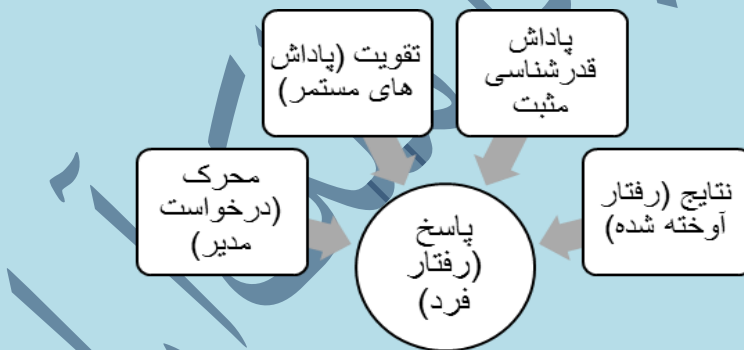 پاداش
قدرشناسی
مثبت
تقویت (پاداش
های مستمر)
نتایج (رفتار
آوخته شده)
محرک
(درخواست
مدیر)
پاسخ
(رفتار
فرد)